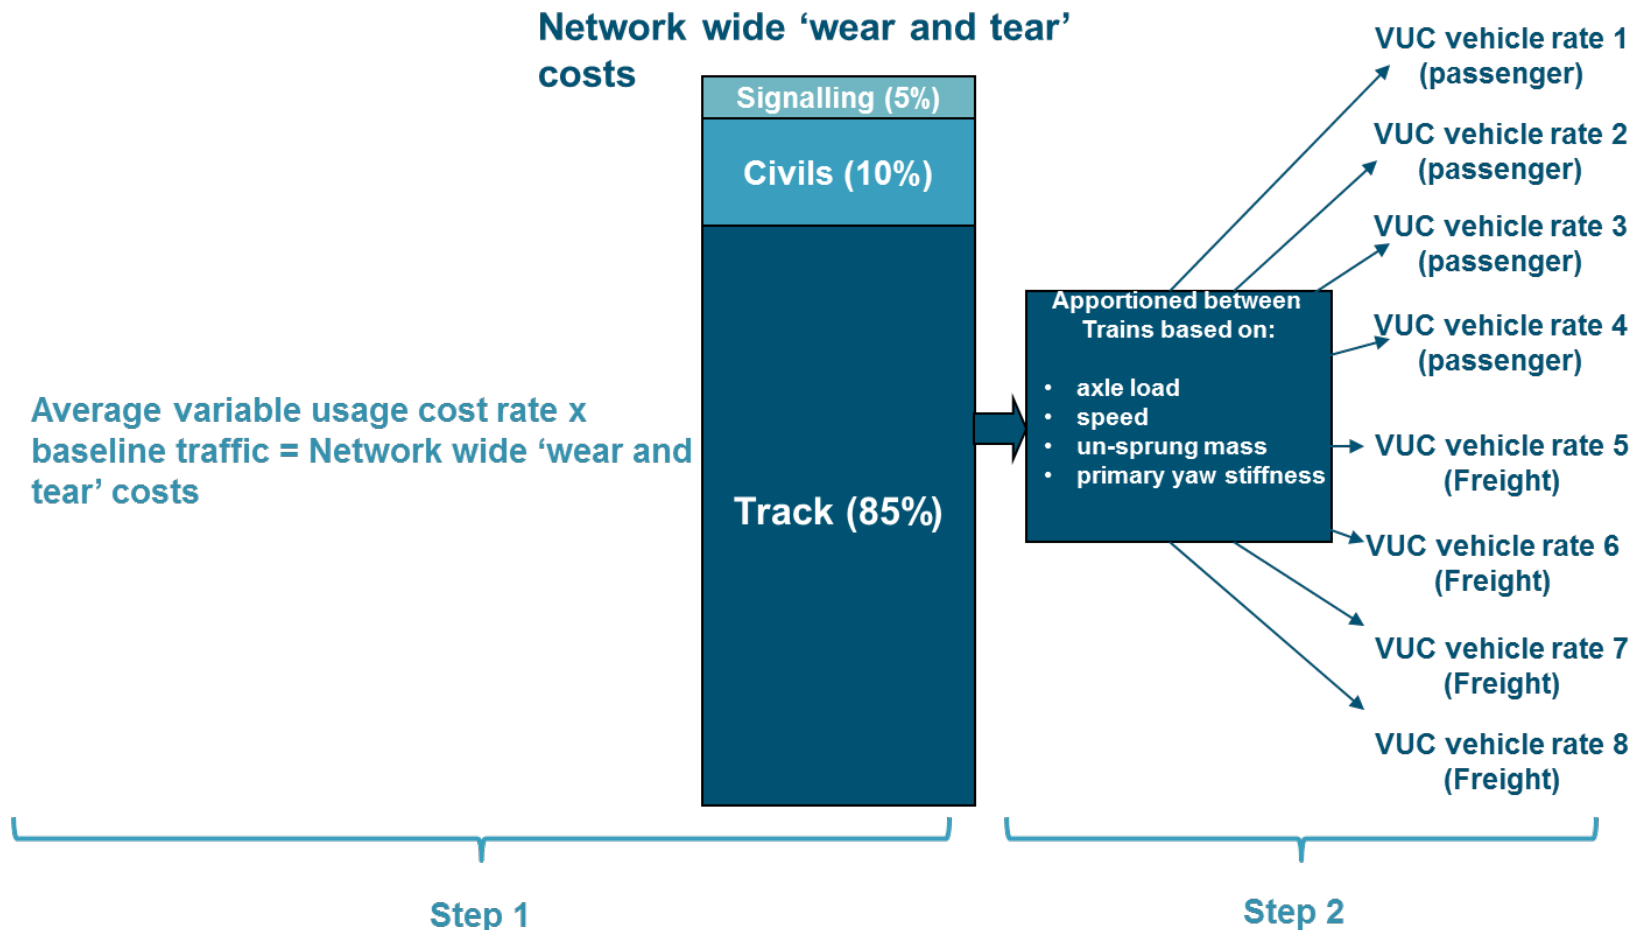 Network wide ‘wear and tear’
costs
Signalling (5%)
Civils (10%)
Track (85%)
Average variable usage cost rate x
baseline traffic = Network wide ‘wear and
tear’ costs
Apportioned between
Trains based on:
• axle load
• speed
• un-sprung mass
• primary yaw stiffness
VUC vehicle rate 1
(passenger)
VUC vehicle rate 2
(passenger)
VUC vehicle rate 3
(passenger)
VUC vehicle rate 4
(passenger)
VUC vehicle rate 5
(Freight)
VUC vehicle rate 6
(Freight)
VUC vehicle rate 7
(Freight)
VUC vehicle rate 8
(Freight)
Step 1
Step 2